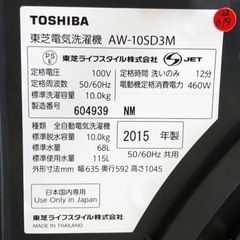 TOSHIBA
東芝電気洗濯機 AW-10SD3M
PS
E
東芝ライフスタイル株式会社 JET
定格電圧 100V
定格周波数 50/60Hz
標準洗濯容量 10.0kg
定格時間 洗いのみ 12分
電動機定格消費電力 460W
製造番号
604939 NM
種類 全自動電気洗濯機
標準脱水容量 10.0kg
標準水量 68L
標準使用水量 115L
外形寸法 mm 幅635 奥行592 高さ1045
2015 年製
50/60Hz 共用
日本国内専用
Use Only in Japan
東芝ライフスタイル株式会社
MADE IN THAILAND